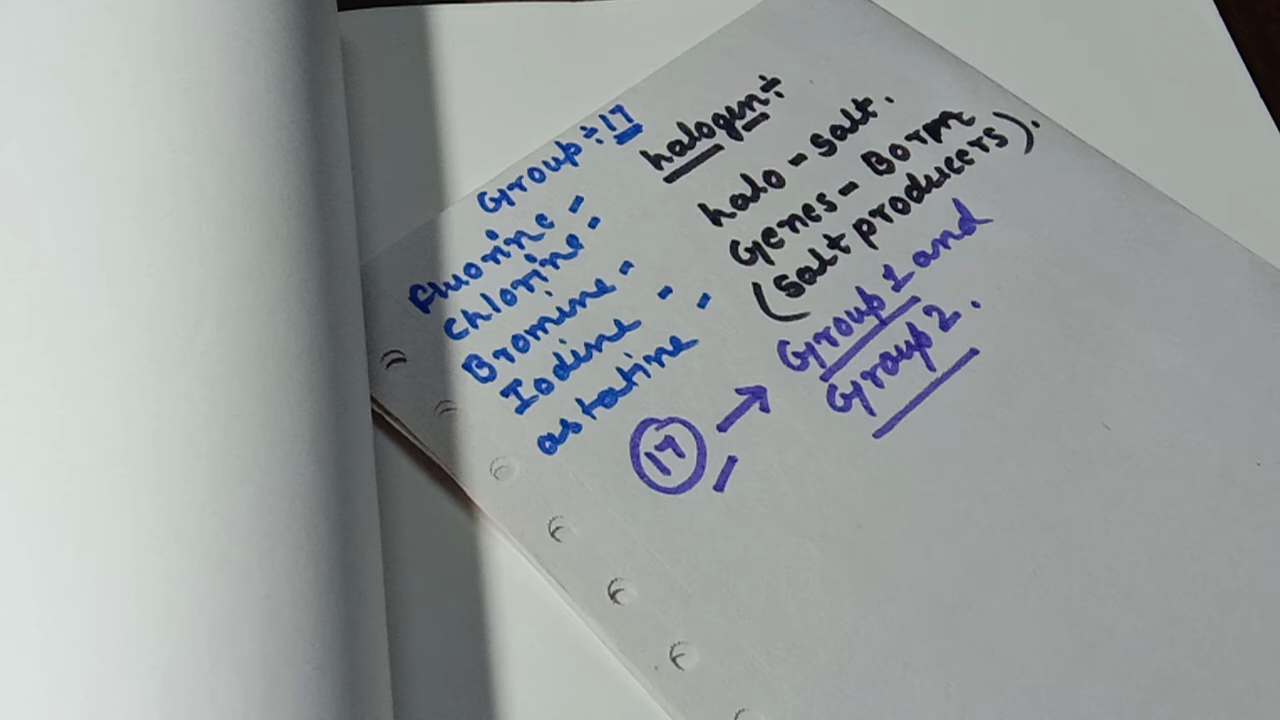 Group÷17
Fluorine -
Chlorine -
Bromine -
Iodine -
astatine -
halogen÷
halo - salt.
Genes - Born
(salt producers).
Group 1 and
Group 2.
17 →